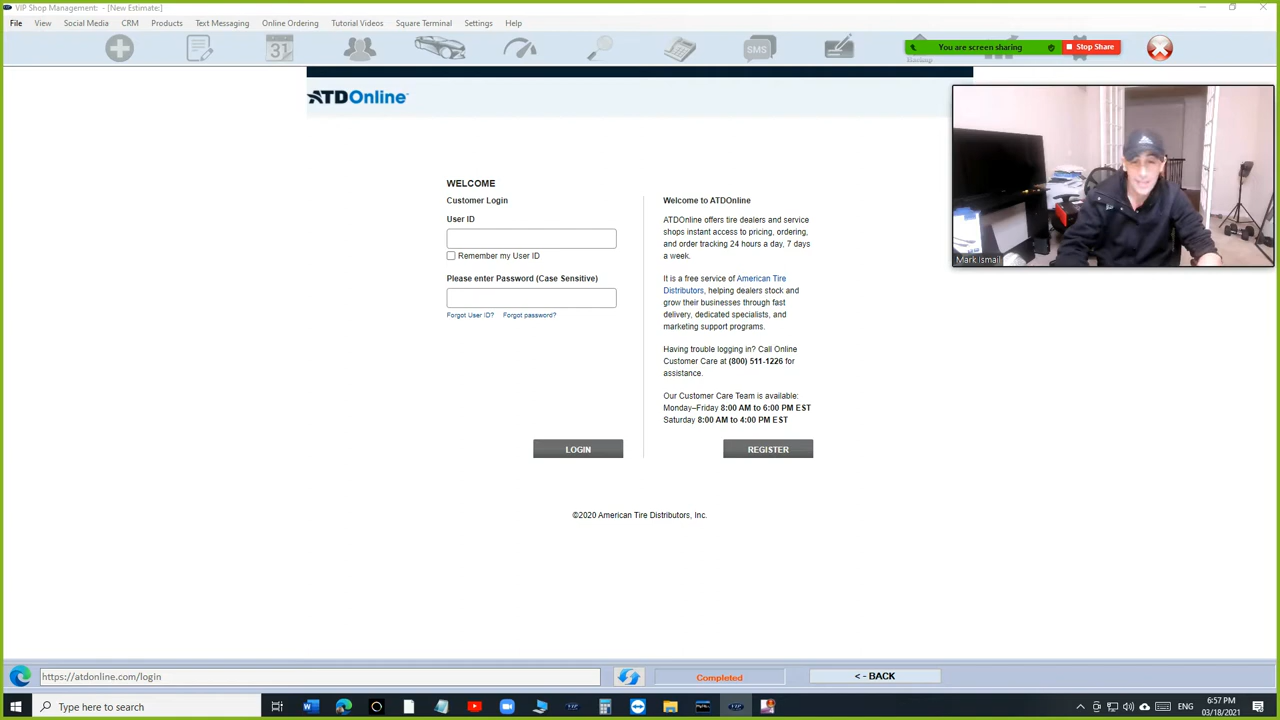 VIP Shop Management: - [New Estimate:]
File View Social Media CRM Products Text Messaging Online Ordering Tutorial Videos Square Terminal Settings Help
31
SMS
You are screen sharing
Stop Share
Backup
ATDOnline
Mark Ismail
WELCOME
Customer Login
User ID
Remember my User ID
Please enter Password (Case Sensitive)
Forgot User ID? Forgot password?
LOGIN
Welcome to ATDOnline
ATDOnline offers tire dealers and service
shops instant access to pricing, ordering,
and order tracking 24 hours a day, 7 days
a week.
It is a free service of American Tire
Distributors, helping dealers stock and
grow their businesses through fast
delivery, dedicated specialists, and
marketing support programs.
Having trouble logging in? Call Online
Customer Care at (800) 511-1226 for
assistance.
Our Customer Care Team is available:
Monday–Friday 8:00 AM to 6:00 PM EST
Saturday 8:00 AM to 4:00 PM EST
REGISTER
©2020 American Tire Distributors, Inc.
https://atdonline.com/login
Completed
< - BACK
Type here to search
ENG
6:57 PM
03/18/2021